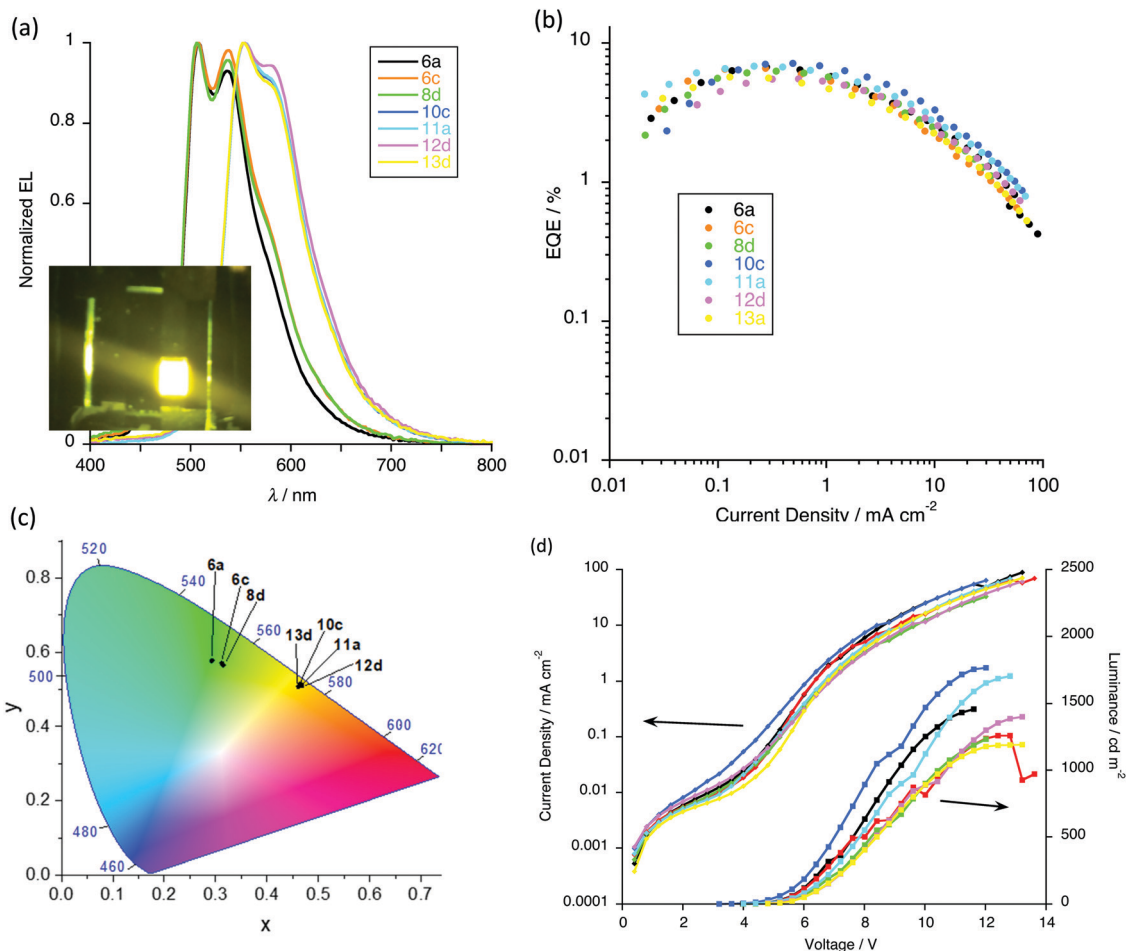 (a)
Normalized EL
1
0.8
0.6
0
400
500
600
700
800
λ / nm
6a
6c
8d
10c
11a
12d
13d
(b)
EQE / %
10
1
0.1
0.01
0.01
0.1
1
10
100
Current Density / mA cm-2
6a
6c
8d
10c
11a
12d
13a
(c)
y
0.8
0.6
0.4
0.2
0.0
0.0
0.1
0.2
0.3
0.4
0.5
0.6
0.7
x
520
540
560
580
600
620
500
480
460
6a
6c
8d
13d
10c
11a
12d
(d)
Current Density / mA cm-2
100
10
1
0.1
0.01
0.001
0.0001
0
2
4
6
8
10
12
14
Voltage / V
2500
2000
1500
1000
500
0
Luminance / cd m-2